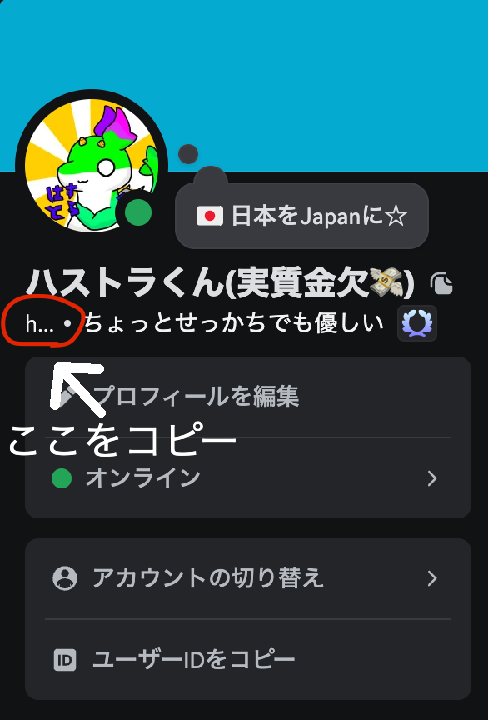 はすとら
🇯🇵 日本をJapanに☆
ハストラくん(実質金欠💸)
h... • ちょっとせっかちでも優しい
プロフィールを編集
ここをコピー
オンライン
アカウントの切り替え
ID ユーザーIDをコピー